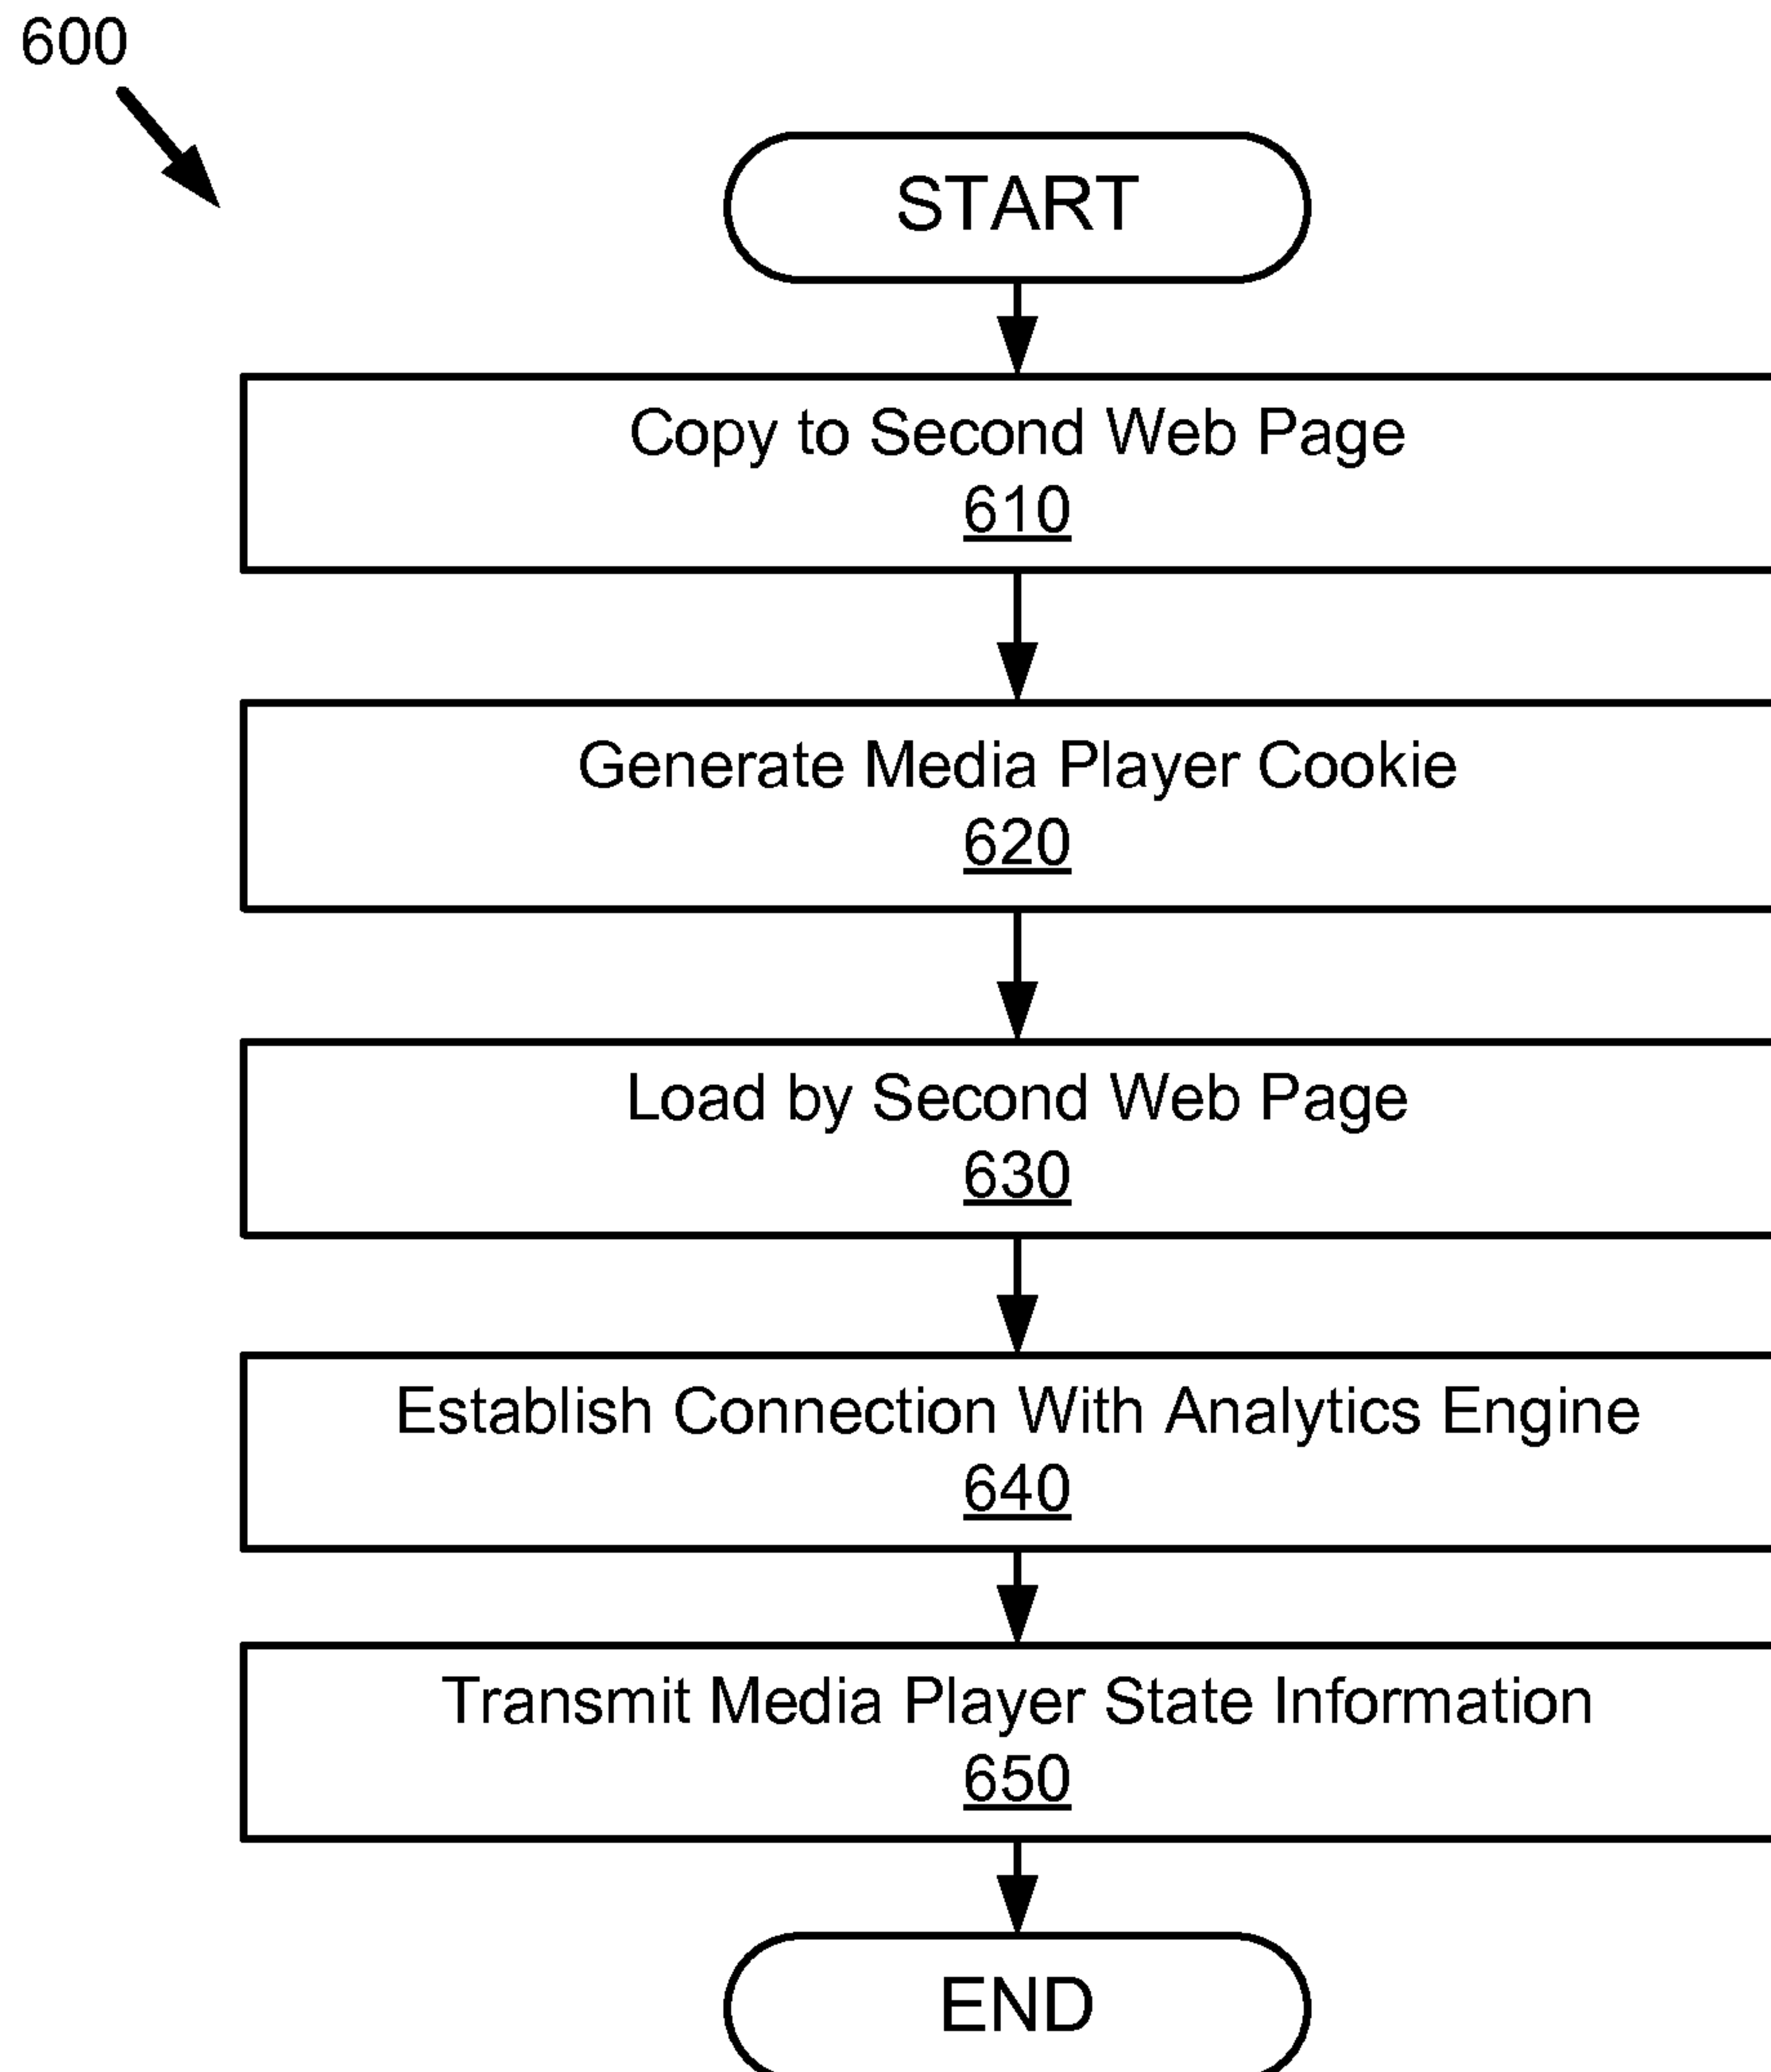 600
START
Copy to Second Web Page
610
Generate Media Player Cookie
620
Load by Second Web Page
630
Establish Connection With Analytics Engine
640
Transmit Media Player State Information
650
END